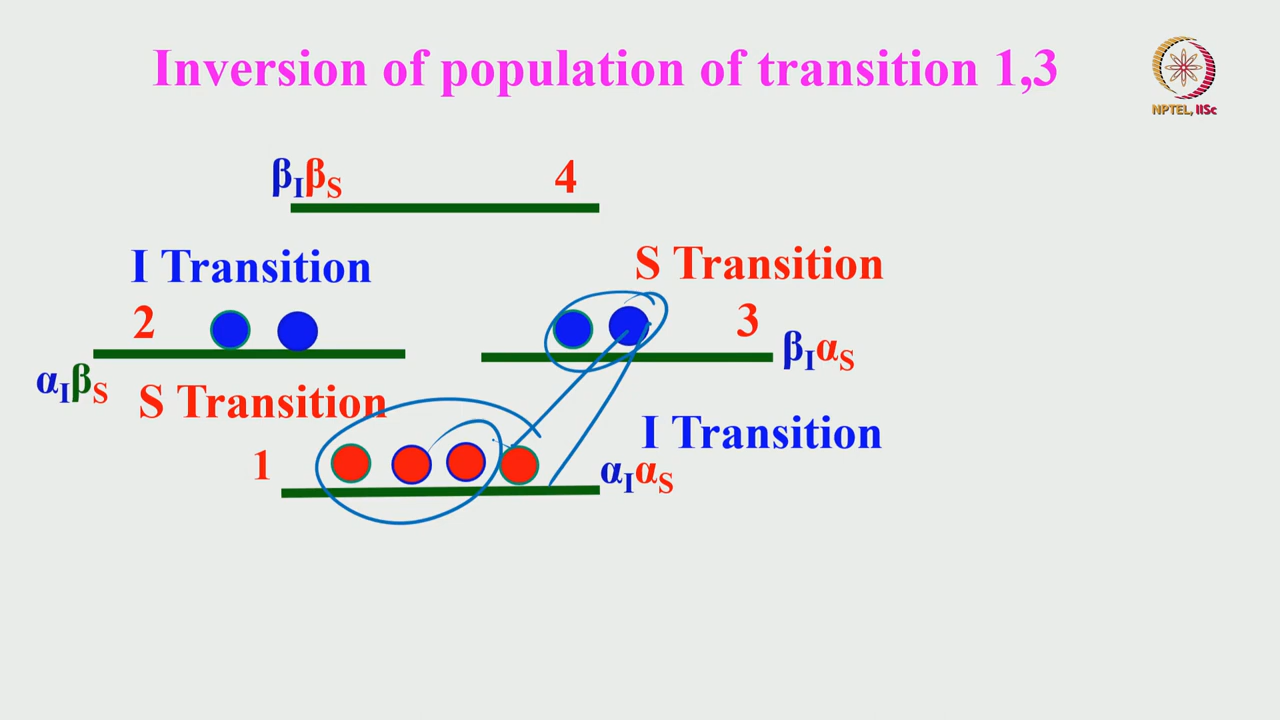 Inversion of population of transition 1,3
NPTEL, IISc
βIβS 4
I Transition
S Transition
2
3
βIαS
αIβS
S Transition
I Transition
1
αIαS